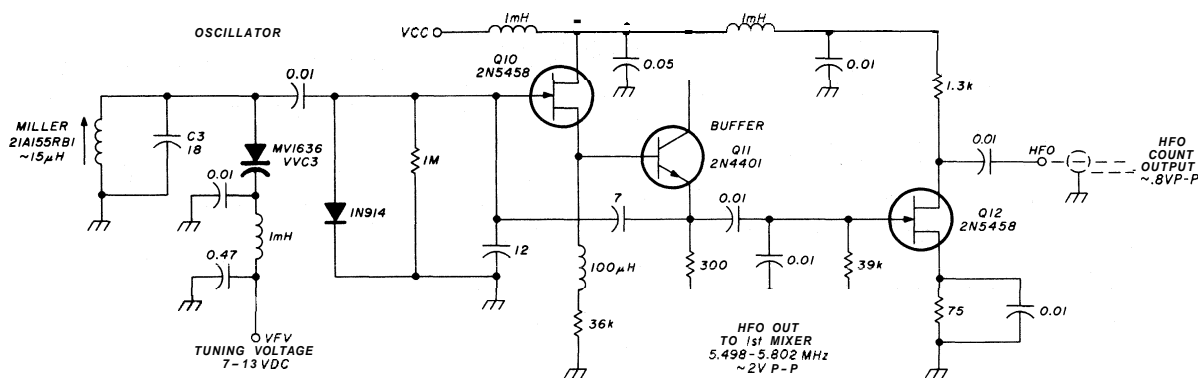 OSCILLATOR
VCC
1mH
1mH
Q10
2N5458
0.05
0.01
1.3k
0.01
MILLER
21A155RB1
~15μH
C3
18
MV1636
VVC3
1M
BUFFER
Q11
2N4401
0.01
HFO
HFO
COUNT
OUTPUT
~.8VP-P
0.01
1N914
7
0.01
Q12
2N5458
1mH
12
0.47
100μH
300
0.01
39k
75
0.01
36k
VFV
TUNING VOLTAGE
7-13 VDC
HFO OUT
TO 1st MIXER
5.498-5.802 MHz
~2V P-P